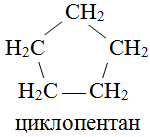 CH₂
H₂C CH₂
H₂C CH₂
циклопентан